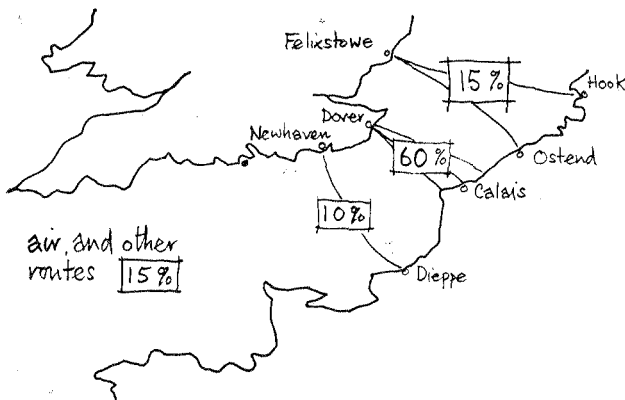 Felixstowe
15%
Hook
Dover
Newhaven
60%
Ostend
Calais
10%
air, and other
routes 15%
Dieppe